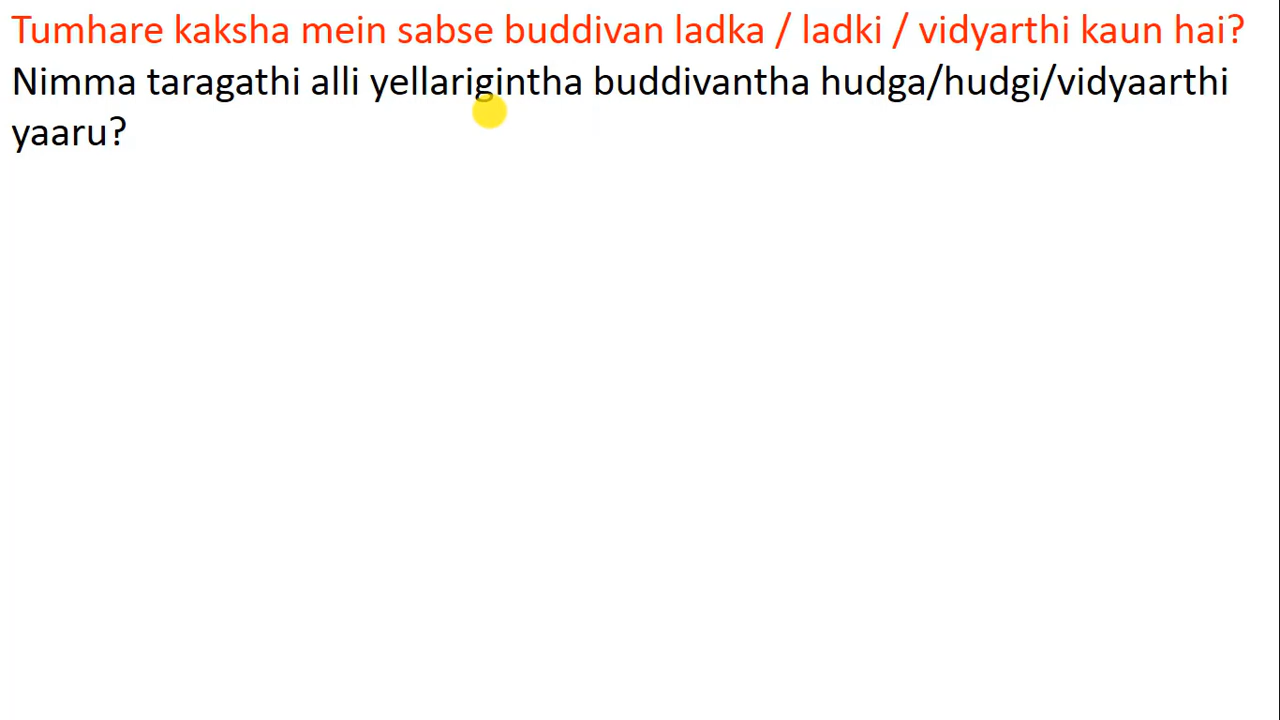 Tumhare kaksha mein sabse buddivan ladka / ladki / vidyarthi kaun hai?
Nimma taragathi alli yellarigintha buddivantha hudga/hudgi/vidyaarthi
yaaru?